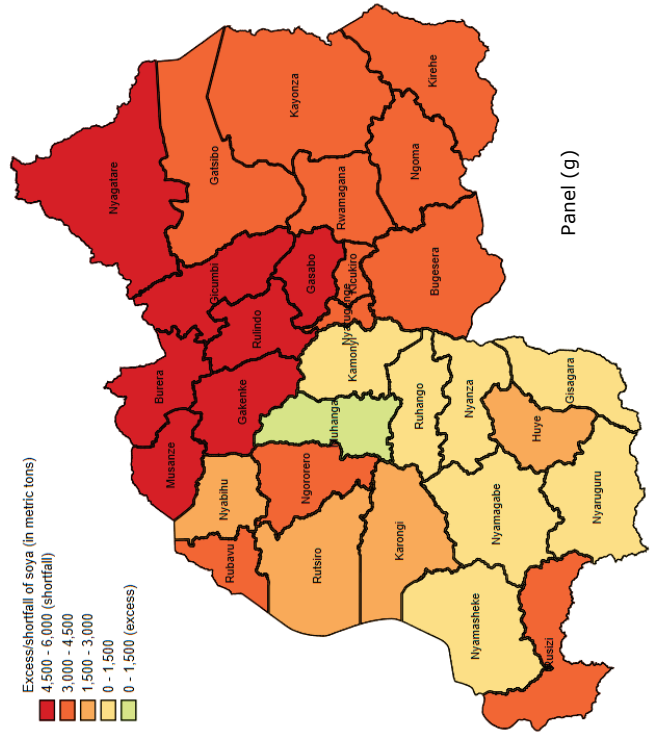 Excess/shortfall of soya (in metric tons)
4,500 - 6,000 (shortfall)
3,000 - 4,500
1,500 - 3,000
0 - 1,500
0 - 1,500 (excess)
Nyagatare
Gatsibo
Kayonza
Kirehe
Ngoma
Rwamagana
Bugesera
Gicumbi
Gasabo
Kicukiro
Nyarugenge
Rulindo
Burera
Gakenke
Musanze
Kamonyi
Muhanga
Ruhango
Nyanza
Gisagara
Huye
Nyaruguru
Nyamagabe
Nyabihu
Ngororero
Rubavu
Rutsiro
Karongi
Nyamasheke
Rusizi
Panel (g)